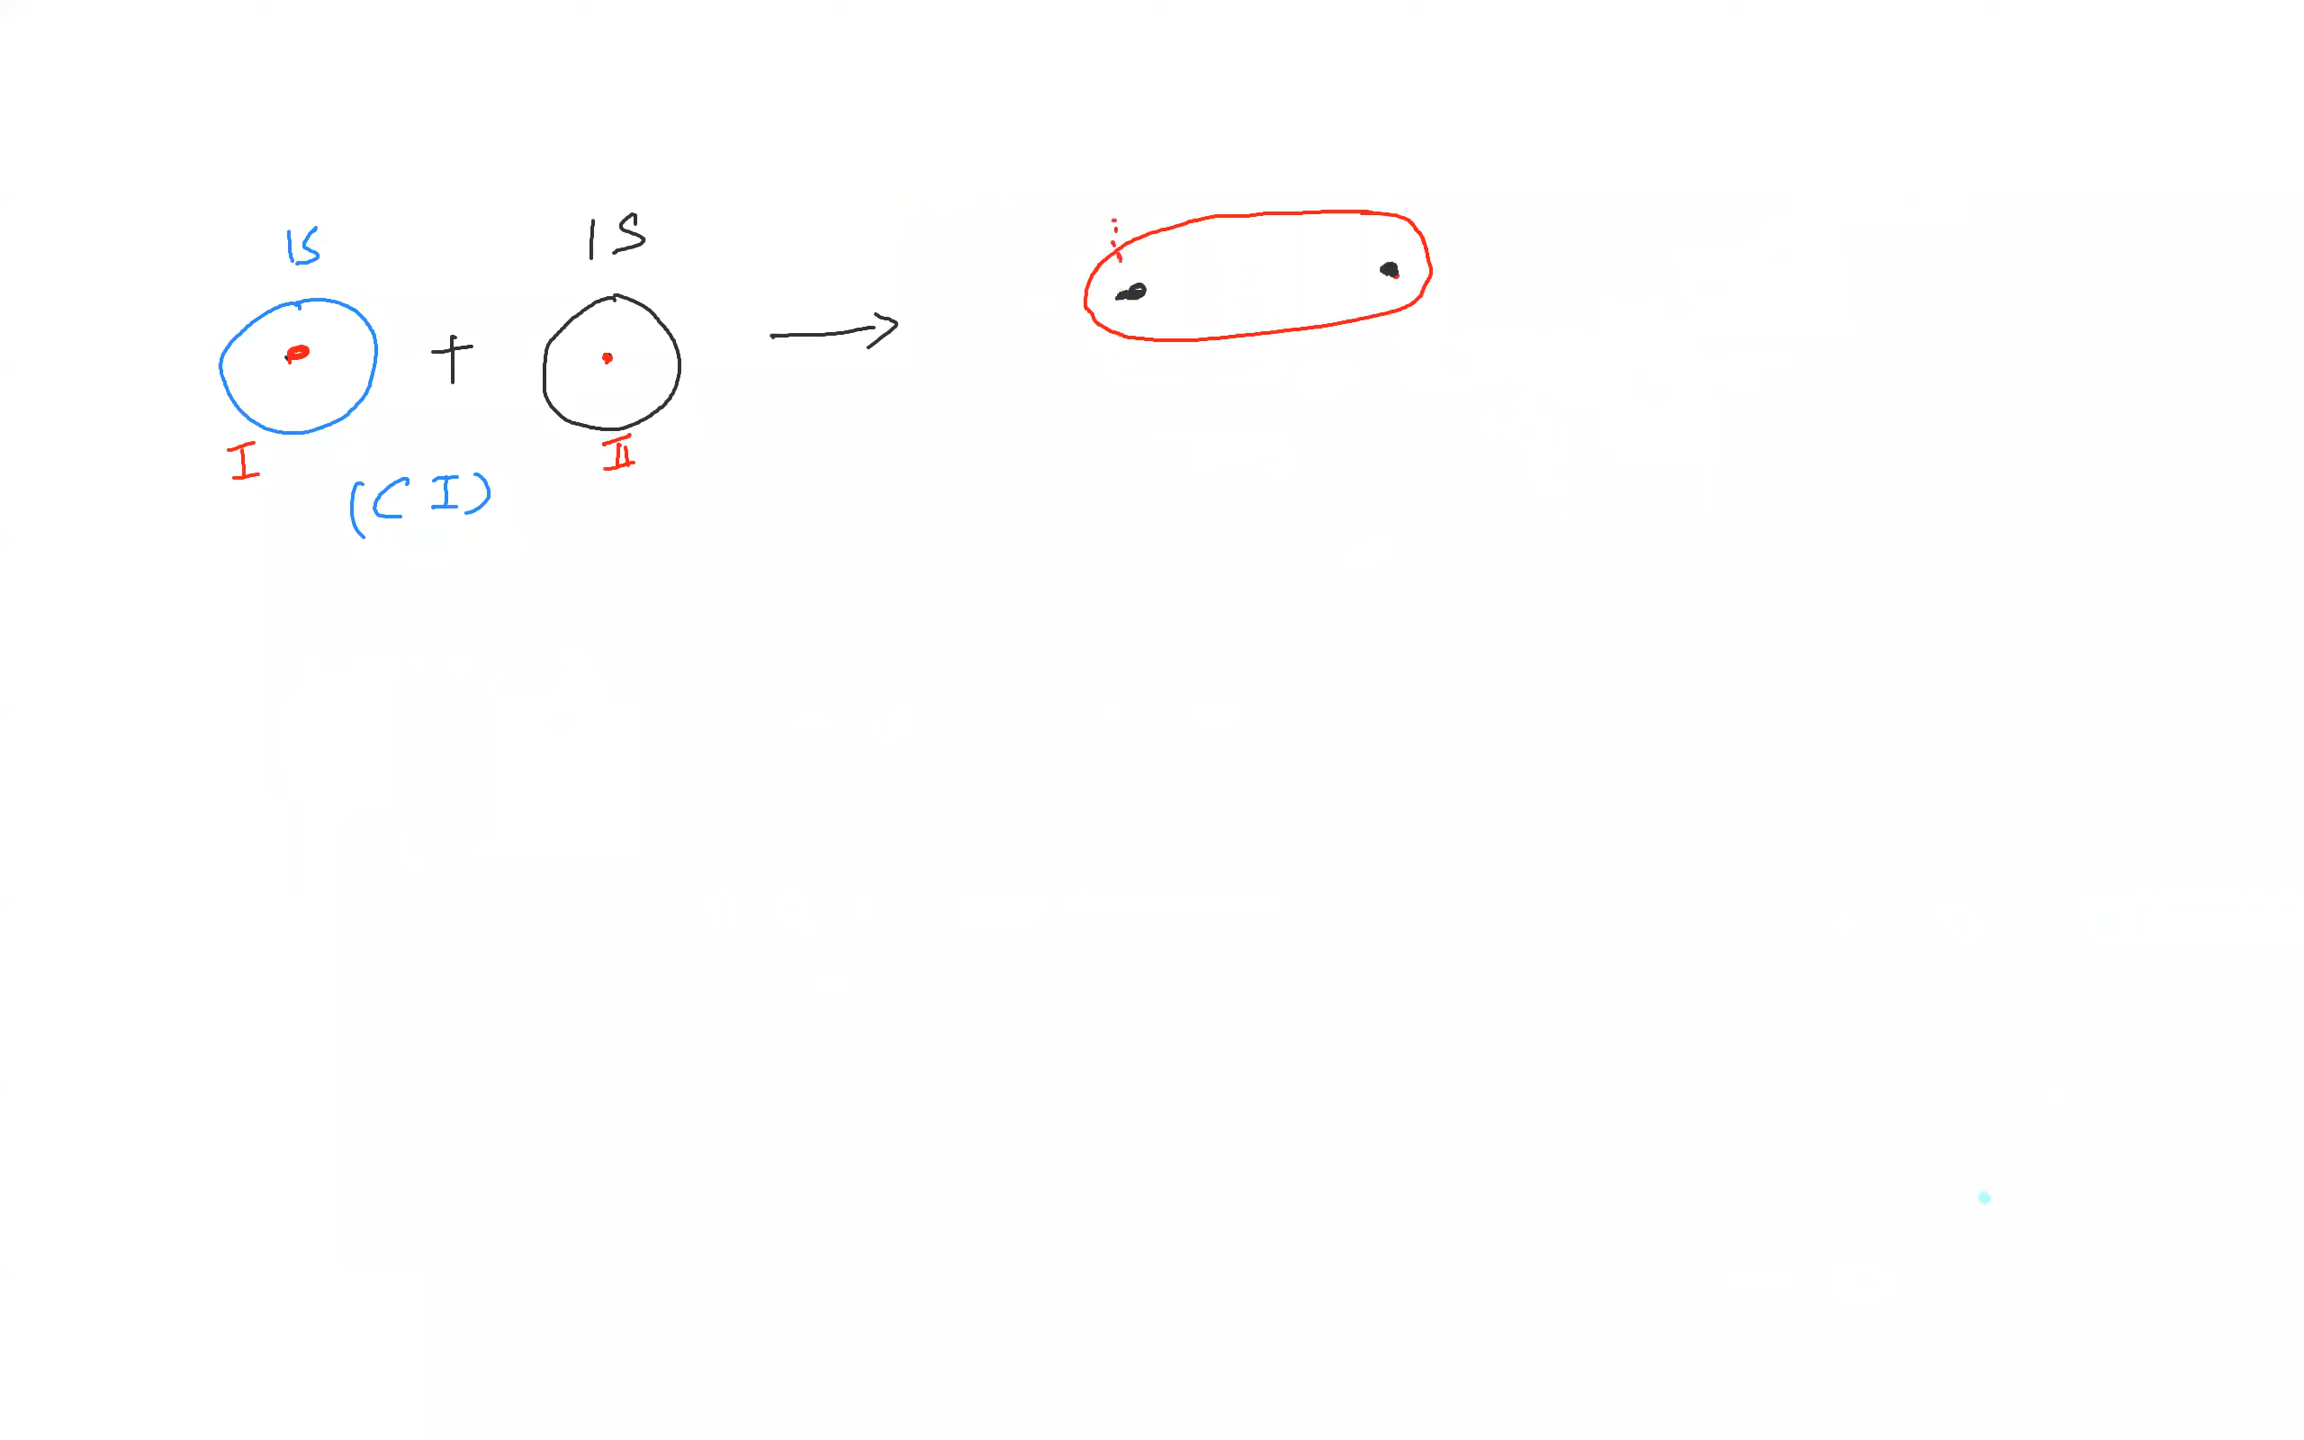 1S 1S
+ →
I II
(CI)